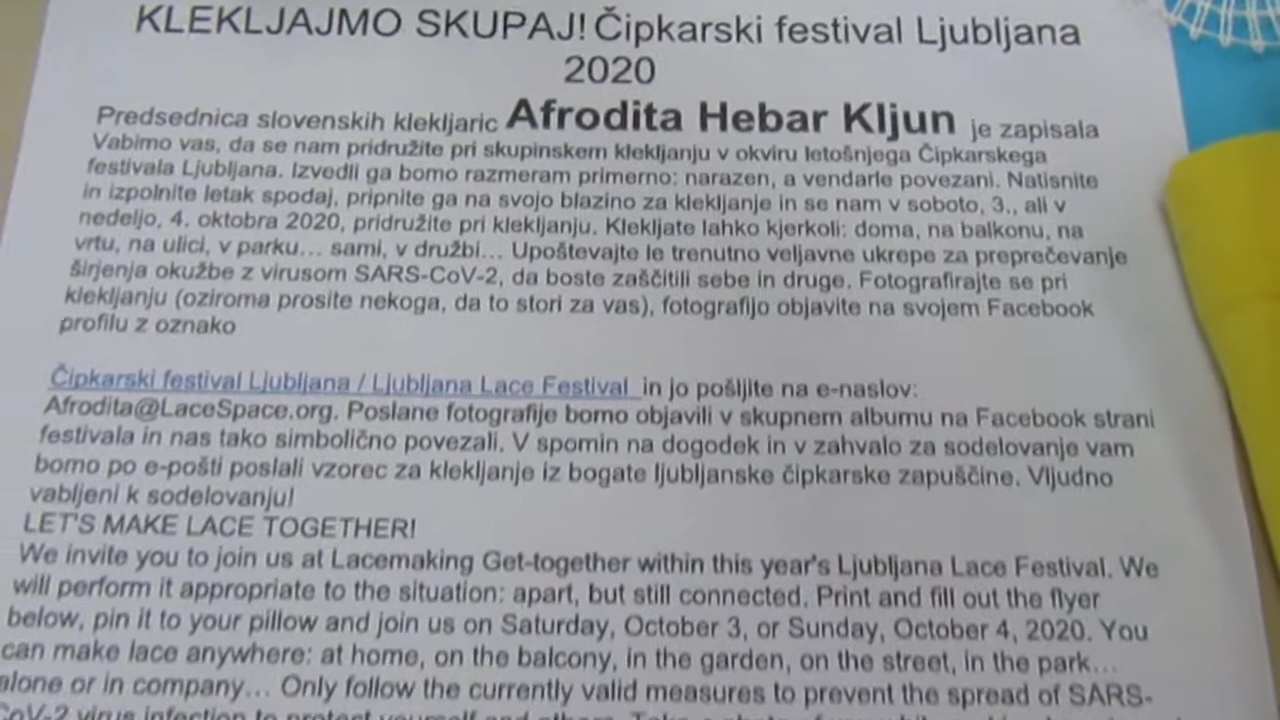 KLEKLJAJMO SKUPAJ! Čipkarski festival Ljubljana
2020
Predsednica slovenskih klekljaric Afrodita Hebar Kljun je zapisala
Vabimo vas, da se nam pridružite pri skupinskem klekljanju v okviru letošnjega Čipkarskega
festivala Ljubljana. Izvedli ga bomo razmeram primerno: narazen, a vendarle povezani. Natisnite
in izpolnite letak spodaj, pripnite ga na svojo blazino za klekljanje in se nam v soboto, 3., ali v
nedeljo, 4. oktobra 2020, pridružite pri klekljanju. Klekljate lahko kjerkoli: doma, na balkonu, na
vrtu, na ulici, v parku... sami, v družbi... Upoštevajte le trenutno veljavne ukrepe za preprečevanje
širjenja okužbe z virusom SARS-CoV-2, da boste zaščitili sebe in druge. Fotografirajte se pri
klekljanju (oziroma prosite nekoga, da to stori za vas), fotografijo objavite na svojem Facebook
profilu z oznako
Čipkarski festival Ljubljana / Ljubljana Lace Festival in jo pošljite na e-naslov:
Afrodita@LaceSpace.org. Poslane fotografije bomo objavili v skupnem albumu na Facebook strani
festivala in nas tako simbolično povezali. V spomin na dogodek in v zahvalo za sodelovanje vam
bomo po e-pošti poslali vzorec za klekljanje iz bogate ljubljanske čipkarske zapuščine. Vljudno
vabljeni k sodelovanju!
LET'S MAKE LACE TOGETHER!
We invite you to join us at Lacemaking Get-together within this year's Ljubljana Lace Festival. We
will perform it appropriate to the situation: apart, but still connected. Print and fill out the flyer
below, pin it to your pillow and join us on Saturday, October 3, or Sunday, October 4, 2020. You
can make lace anywhere: at home, on the balcony, in the garden, on the street, in the park...
alone or in company... Only follow the currently valid measures to prevent the spread of SARS-
CoV-2 virus infection to protect yourself and others.